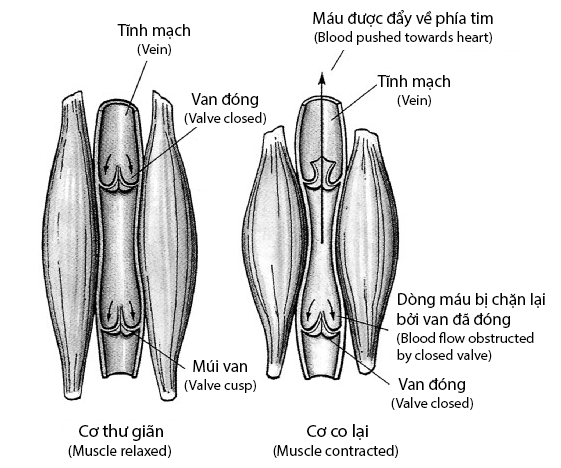 Tĩnh mạch
(Vein)
Van đóng
(Valve closed)
Múi van
(Valve cusp)
Cơ thư giãn
(Muscle relaxed)
Máu được đẩy về phía tim
(Blood pushed towards heart)
Tĩnh mạch
(Vein)
Dòng máu bị chặn lại
bởi van đã đóng
(Blood flow obstructed
by closed valve)
Van đóng
(Valve closed)
Cơ co lại
(Muscle contracted)